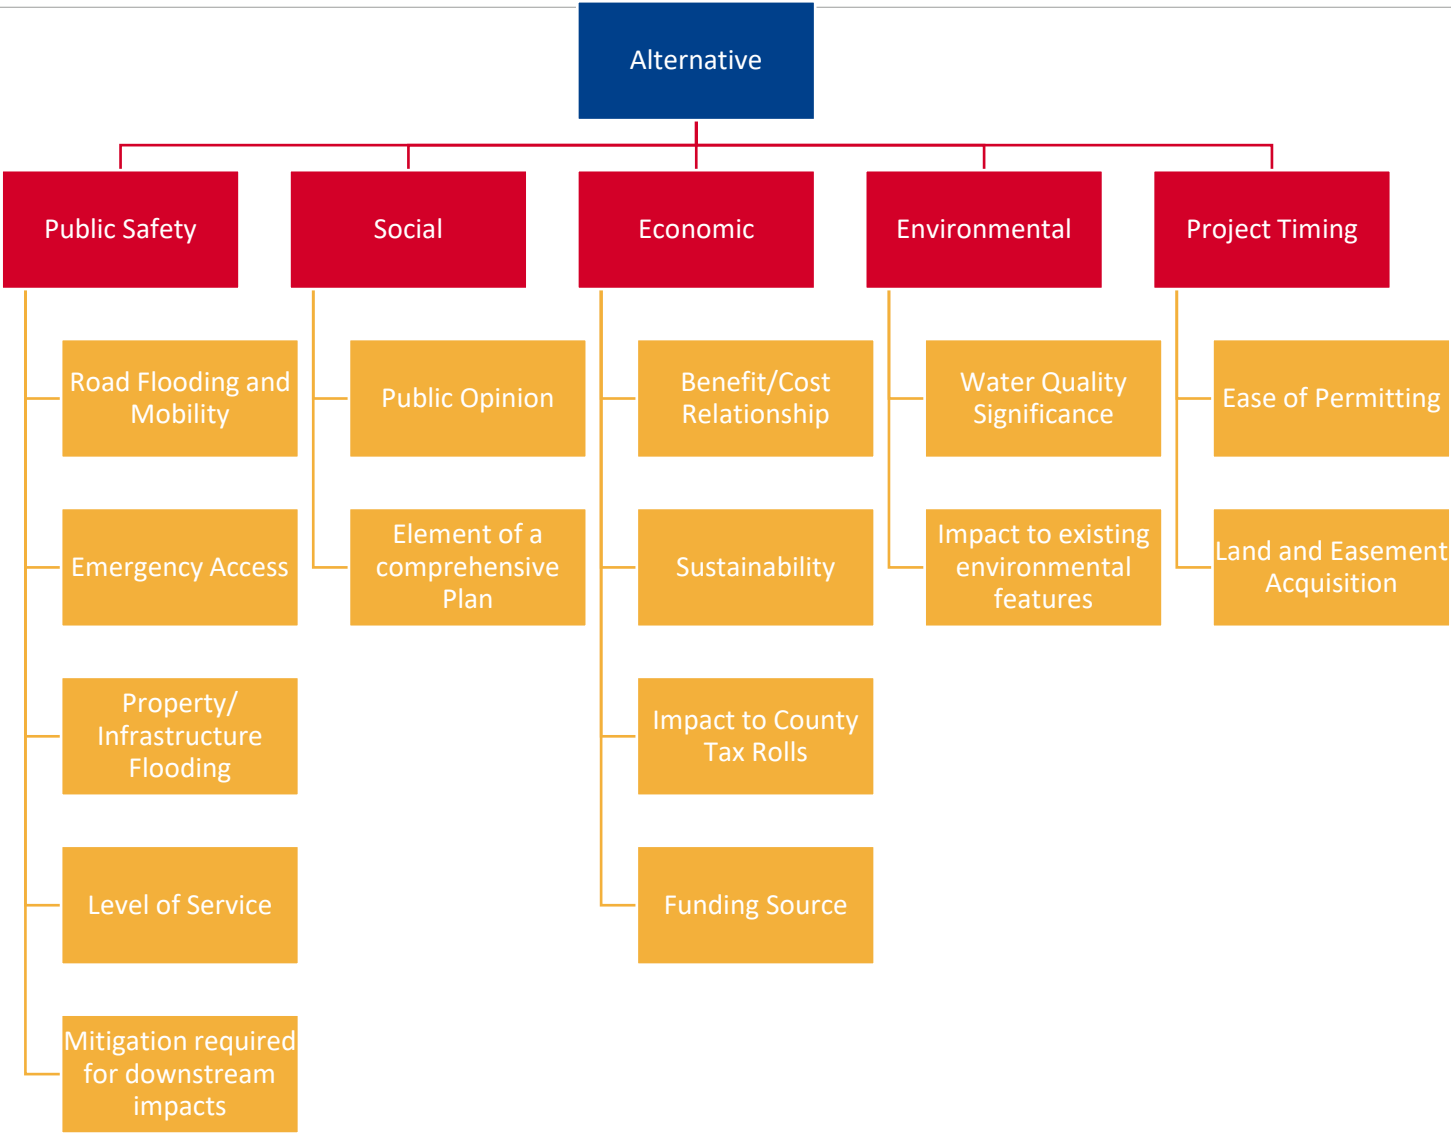 Alternative
Public Safety
Social
Economic
Environmental
Project Timing
Road Flooding and
Mobility
Emergency Access
Property/
Infrastructure
Flooding
Level of Service
Mitigation required
for downstream
impacts
Public Opinion
Element of a
comprehensive
Plan
Benefit/Cost
Relationship
Sustainability
Impact to County
Tax Rolls
Funding Source
Water Quality
Significance
Impact to existing
environmental
features
Ease of Permitting
Land and Easement
Acquisition